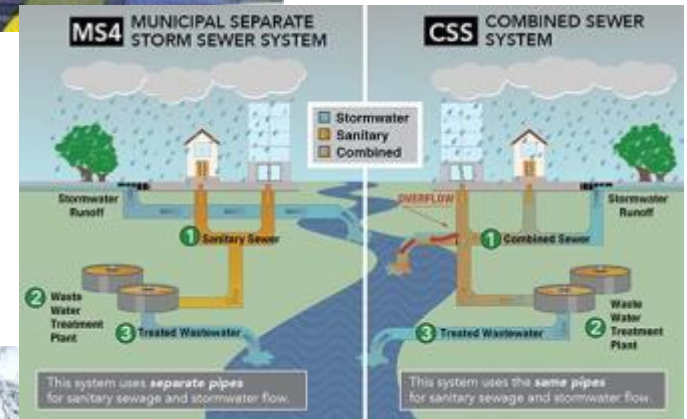 MS4 MUNICIPAL SEPARATE
STORM SEWER SYSTEM
Stormwater
Runoff
1 Sanitary Sewer
2 Waste
Water
Treatment
Plant
3 Treated Wastewater
This system uses separate pipes
for sanitary sewage and stormwater flow.
Stormwater
Sanitary
Combined
CSS COMBINED SEWER
SYSTEM
OVERFLOW
Stormwater
Runoff
1 Combined Sewer
3 Treated Wastewater
Waste
Water
2 Treatment
Plant
This system uses the same pipes
for sanitary sewage and stormwater flow.